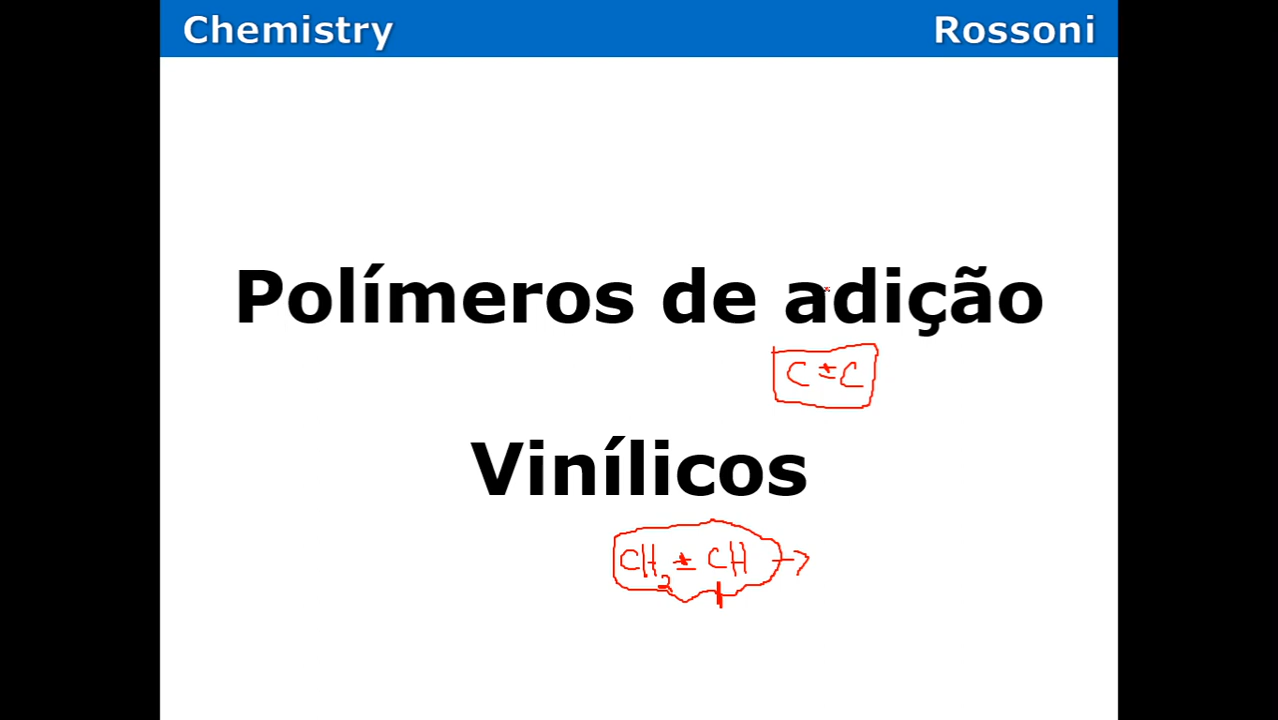 Chemistry Rossoni
Polímeros de adição
C = C
Vinílicos
CH₂ = CH →